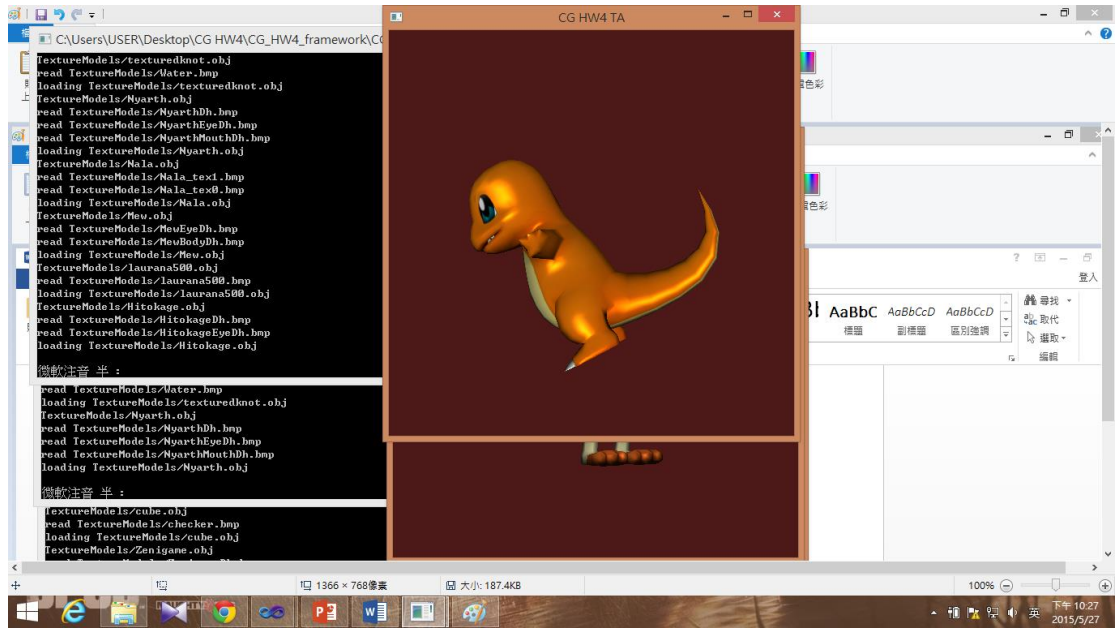 CG HW4 TA
C:\Users\USER\Desktop\CG HW4\CG_HW4_framework\CG
TextureModels/texturedknot.obj
read TextureModels/Water.bmp
loading TextureModels/texturedknot.obj
TextureModels/Nyarth.obj
read TextureModels/NyarthDh.bmp
read TextureModels/NyarthEyeDh.bmp
read TextureModels/NyarthMouthDh.bmp
loading TextureModels/Nyarth.obj
TextureModels/Nala.obj
read TextureModels/Nala_tex1.bmp
read TextureModels/Nala_tex0.bmp
loading TextureModels/Nala.obj
TextureModels/Mew.obj
read TextureModels/MewEyeDh.bmp
read TextureModels/MewBodyDh.bmp
loading TextureModels/Mew.obj
TextureModels/laurana500.obj
read TextureModels/laurana500.bmp
loading TextureModels/laurana500.obj
TextureModels/Hitokage.obj
read TextureModels/HitokageDh.bmp
read TextureModels/HitokageEyeDh.bmp
loading TextureModels/Hitokage.obj
微軟注音 半 :
read TextureModels/Water.bmp
loading TextureModels/texturedknot.obj
TextureModels/Nyarth.obj
read TextureModels/NyarthDh.bmp
read TextureModels/NyarthEyeDh.bmp
read TextureModels/NyarthMouthDh.bmp
loading TextureModels/Nyarth.obj
微軟注音 半 :
TextureModels/cube.obj
read TextureModels/checker.bmp
loading TextureModels/cube.obj
TextureModels/Zenigame.obj
色彩
色彩
登入
AaBbC AaBbCcD AaBbCcD
標題 副標題 區別強調
尋找
取代
選取
編輯
1366 × 768像素
大小: 187.4KB
100%
英
下午 10:27
2015/5/27